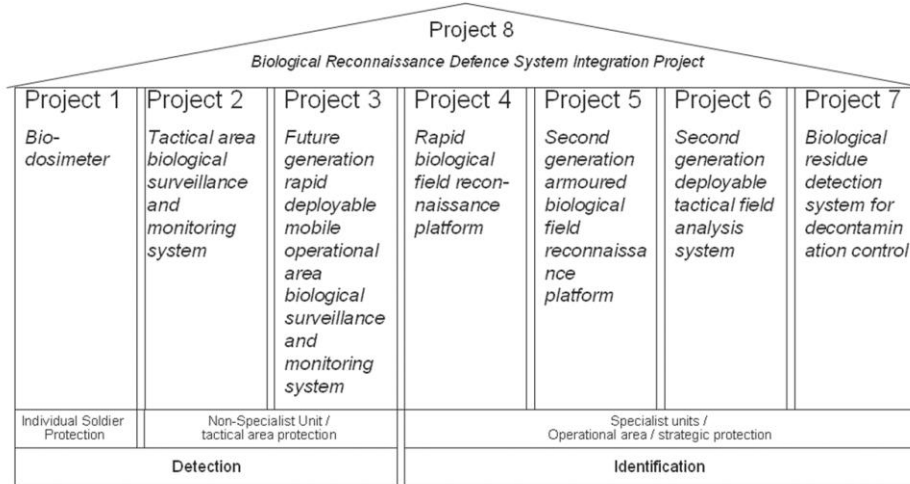 Project 8
Biological Reconnaissance Defence System Integration Project
Project 1
Bio-
dosimeter
Project 2
Tactical area
biological
surveillance
and
monitoring
system
Project 3
Future
generation
rapid
deployable
mobile
operational
area
biological
surveillance
and
monitoring
system
Project 4
Rapid
biological
field recon-
naissance
platform
Project 5
Second
generation
armoured
biological
field
reconnaissa
nce
platform
Project 6
Second
generation
deployable
tactical field
analysis
system
Project 7
Biological
residue
detection
system for
decontamin
ation control
Individual Soldier
Protection
Non-Specialist Unit /
tactical area protection
Specialist units /
Operational area / strategic protection
Detection
Identification